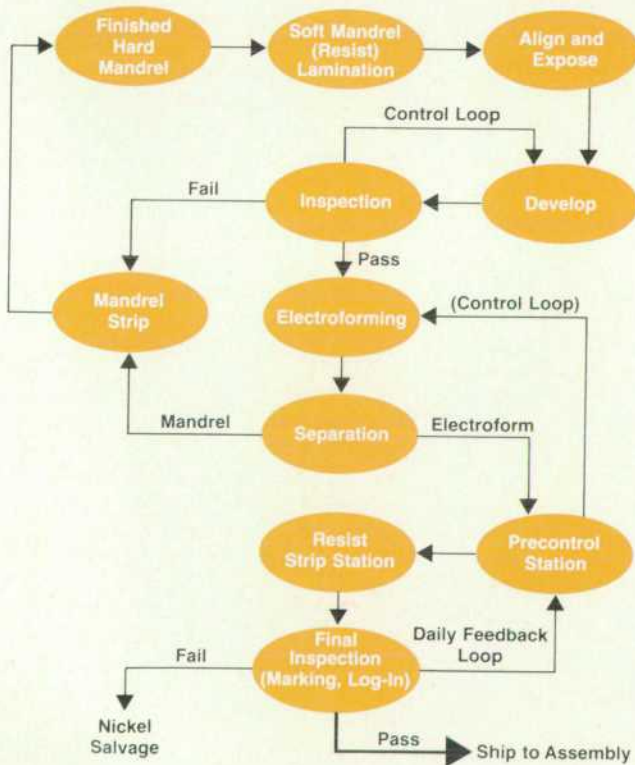 Finished
Hard
Mandrel
Soft Mandrel
(Resist)
Lamination
Align and
Expose
Control Loop
Fail
Inspection
Develop
Pass
Mandrel
Strip
Electroforming
(Control Loop)
Mandrel
Separation
Electroform
Resist
Strip Station
Precontrol
Station
Final
Inspection
(Marking, Log-In)
Daily Feedback
Loop
Fail
Nickel
Salvage
Pass
Ship to Assembly